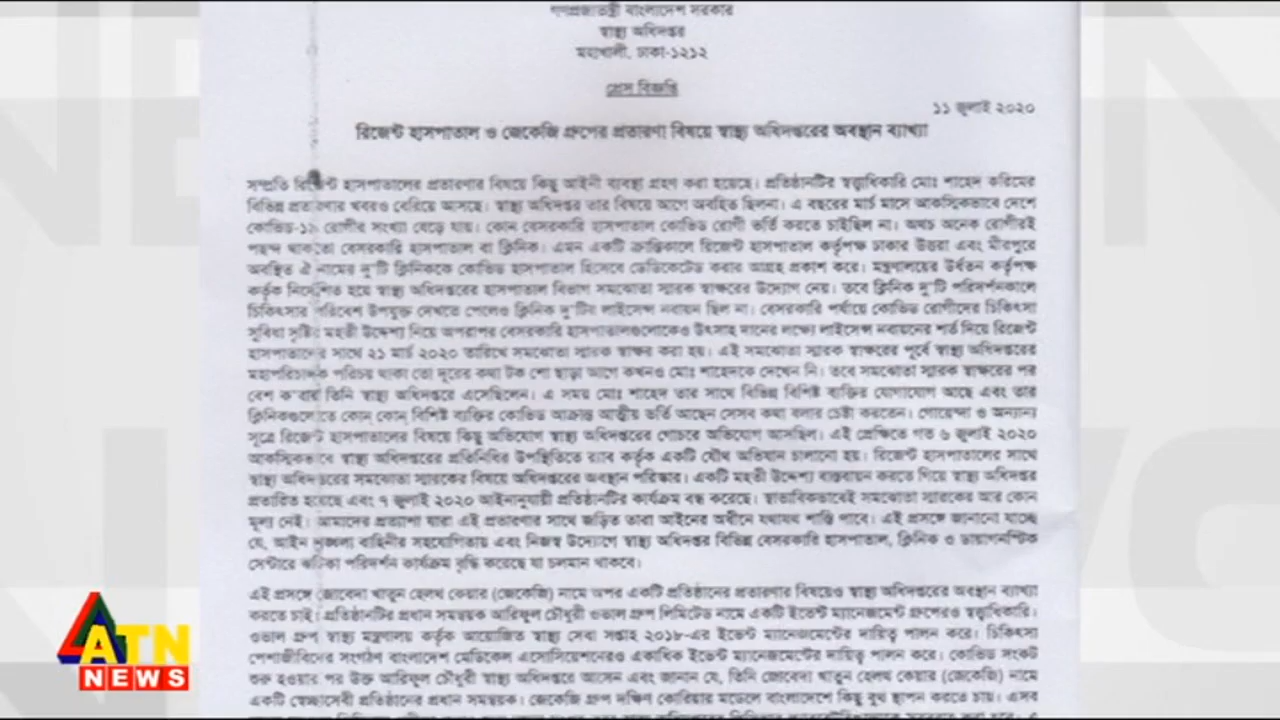 গণপ্রজাতন্ত্রী বাংলাদেশ সরকার
স্বাস্থ্য অধিদপ্তর
মহাখালী, ঢাকা-১২১২
প্রেস বিজ্ঞপ্তি
১১ জুলাই ২০২০
রিজেন্ট হাসপাতাল ও জেকেজি গ্রুপের প্রতারণা বিষয়ে স্বাস্থ্য অধিদপ্তরের অবস্থান ব্যাখ্যা
সম্প্রতি রিজেন্ট হাসপাতালের প্রতারণার বিষয়ে কিছু আইনী ব্যবস্থা গ্রহণ করা হয়েছে। প্রতিষ্ঠানটির স্বত্ত্বাধিকারি মোঃ শাহেদ করিমের
বিভিন্ন প্রতারণার খবরও বেরিয়ে আসছে। স্বাস্থ্য অধিদপ্তর তার বিষয়ে আগে অবহিত ছিলনা। এ বছরের মার্চ মাসে আকস্মিকভাবে দেশে
কোভিড-১৯ রোগীর সংখ্যা বেড়ে যায়। কোন বেসরকারি হাসপাতাল কোভিড রোগী ভর্তি করতে চাইছিল না। অথচ অনেক রোগীরই
পছন্দ থাকতো বেসরকারি হাসপাতাল বা ক্লিনিক। এমন একটি ক্রান্তিকালে রিজেন্ট হাসপাতাল কর্তৃপক্ষ ঢাকার উত্তরা এবং মীরপুরে
অবস্থিত ঐ নামের দু'টি ক্লিনিককে কোভিড হাসপাতাল হিসেবে ডেডিকেটেড করার আগ্রহ প্রকাশ করে। মন্ত্রণালয়ের উর্ধতন কর্তৃপক্ষ
কর্তৃক নির্দেশিত হয়ে স্বাস্থ্য অধিদপ্তরের হাসপাতাল বিভাগ সমঝোতা স্মারক স্বাক্ষরের উদ্যোগ নেয়। তবে ক্লিনিক দু'টি পরিদর্শনকালে
চিকিৎসার পরিবেশ উপযুক্ত দেখতে পেলেও ক্লিনিক দু'টির লাইসেন্স নবায়ন ছিল না। বেসরকারি পর্যায়ে কোভিড রোগীদের চিকিৎসা
সুবিধা সৃষ্টির মহতী উদ্দেশ্য নিয়ে অপরাপর বেসরকারি হাসপাতালগুলোকেও উৎসাহ দানের লক্ষ্যে লাইসেন্স নবায়নের শর্ত দিয়ে রিজেন্ট
হাসপাতালের সাথে ২১ মার্চ ২০২০ তারিখে সমঝোতা স্মারক স্বাক্ষর করা হয়। এই সমঝোতা স্মারক স্বাক্ষরের পূর্বে স্বাস্থ্য অধিদপ্তরের
মহাপরিচালক পরিচয় থাকা তো দূরের কথা টক শো ছাড়া আগে কখনও মোঃ শাহেদকে দেখেন নি। তবে সমঝোতা স্মারক স্বাক্ষরের পর
বেশ ক'বার তিনি স্বাস্থ্য অধিদপ্তরে এসেছিলেন। এ সময় মোঃ শাহেদ তার সাথে বিভিন্ন বিশিষ্ট ব্যক্তির যোগাযোগ আছে এবং তার
ক্লিনিকগুলোতে কোন্ কোন্ বিশিষ্ট ব্যক্তির কোভিড আক্রান্ত আত্মীয় ভর্তি আছেন সেসব কথা বলার চেষ্টা করতেন। গোয়েন্দা ও অন্যান্য
সূত্রে রিজেন্ট হাসপাতালের বিষয়ে কিছু অভিযোগ স্বাস্থ্য অধিদপ্তরের গোচরে অভিযোগ আসছিল। এই প্রেক্ষিতে গত ৬ জুলাই ২০২০
আকস্মিকভাবে স্বাস্থ্য অধিদপ্তরের প্রতিনিধির উপস্থিতিতে র‍্যাব কর্তৃক একটি যৌথ অভিযান চালানো হয়। রিজেন্ট হাসপাতালের সাথে
স্বাস্থ্য অধিদপ্তরের সমঝোতা স্মারকের বিষয়ে অধিদপ্তরের অবস্থান পরিস্কার। একটি মহতী উদ্দেশ্য বাস্তবায়ন করতে গিয়ে স্বাস্থ্য অধিদপ্তর
প্রতারিত হয়েছে এবং ৭ জুলাই ২০২০ আইনানুযায়ী প্রতিষ্ঠানটির কার্যক্রম বন্ধ করেছে। স্বাভাবিকভাবেই সমঝোতা স্মারকের আর কোন
মূল্য নেই। আমাদের প্রত্যাশা যারা এই প্রতারণার সাথে জড়িত তারা আইনের অধীনে যথাযথ শাস্তি পাবে। এই প্রসঙ্গে জানানো যাচ্ছে
যে, আইন শৃঙ্খলা বাহিনীর সহযোগিতায় এবং নিজস্ব উদ্যোগে স্বাস্থ্য অধিদপ্তর বিভিন্ন বেসরকারি হাসপাতাল, ক্লিনিক ও ডায়াগনস্টিক
সেন্টারে ঝটিকা পরিদর্শন কার্যক্রম বৃদ্ধি করেছে যা চলমান থাকবে।
এই প্রসঙ্গে জোবেদা খাতুন হেলথ কেয়ার (জেকেজি) নামে অপর একটি প্রতিষ্ঠানের প্রতারণার বিষয়েও স্বাস্থ্য অধিদপ্তরের অবস্থান ব্যাখ্যা
করতে চাই। প্রতিষ্ঠানটির প্রধান সমন্বয়ক আরিফুল চৌধুরী ওভাল গ্রুপ লিমিটেড নামে একটি ইভেন্ট ম্যানেজমেন্ট গ্রুপেরও স্বত্ত্বাধিকারি।
ওভাল গ্রুপ স্বাস্থ্য মন্ত্রণালয় কর্তৃক আয়োজিত স্বাস্থ্য সেবা সপ্তাহ ২০১৮-এর ইভেন্ট ম্যানেজমেন্টের দায়িত্ব পালন করে। চিকিৎসা
পেশাজীবিদের সংগঠণ বাংলাদেশ মেডিকেল এসোসিয়েশনেরও একাধিক ইভেন্ট ম্যানেজমেন্টের দায়িত্ব পালন করে। কোভিড সংকট
শুরু হওয়ার পর উক্ত আরিফুল চৌধুরী স্বাস্থ্য অধিদপ্তরে আসেন এবং জানান যে, তিনি জোবেদা খাতুন হেলথ কেয়ার (জেকেজি) নামে
একটি স্বেচ্ছাসেবী প্রতিষ্ঠানের প্রধান সমন্বয়ক। জেকেজি গ্রুপ দক্ষিণ কোরিয়ার মডেলে বাংলাদেশে কিছু বুথ স্থাপন করতে চায়। এসব
ATN
NEWS